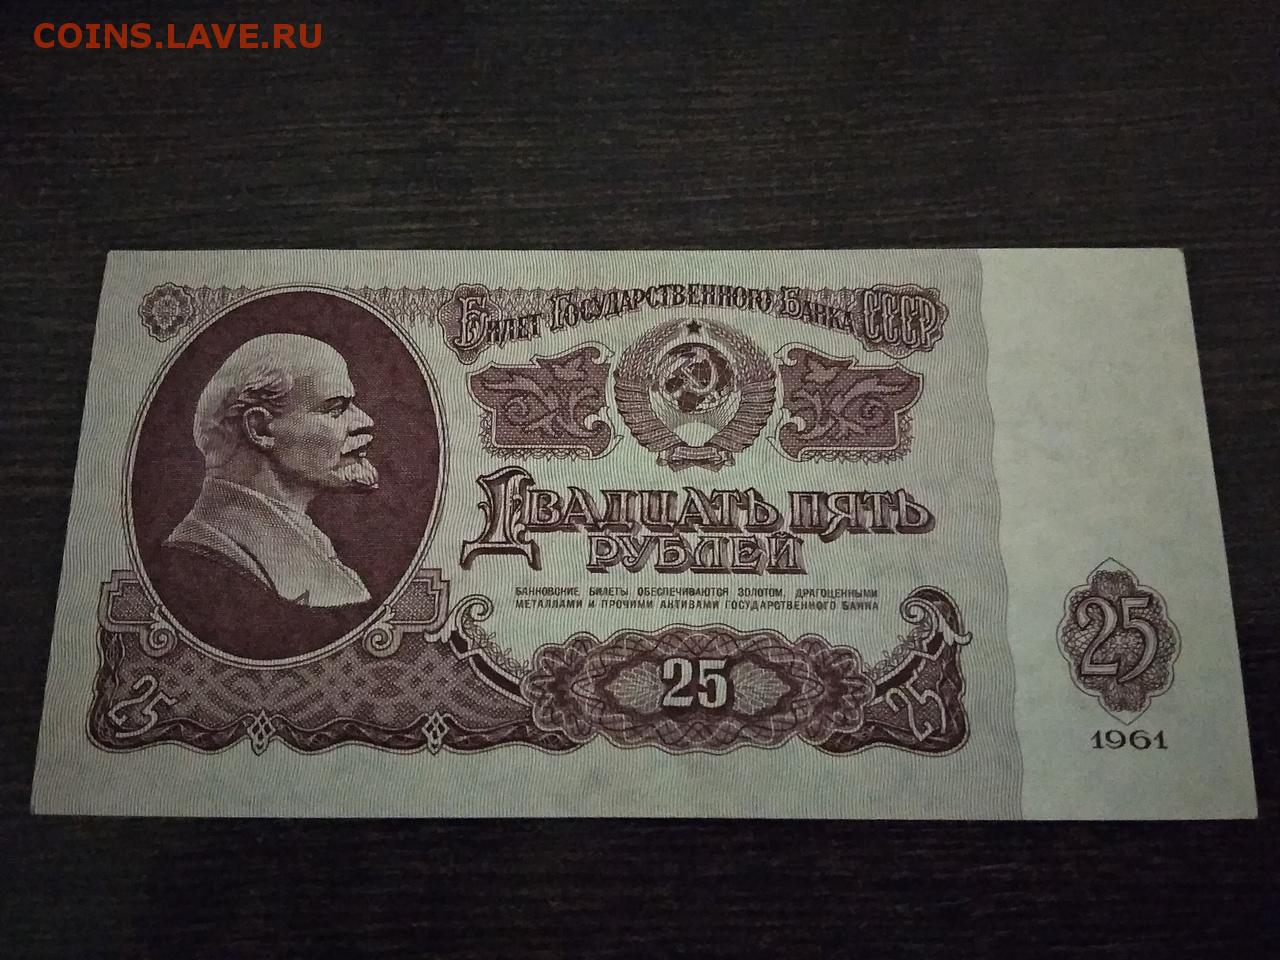 COINS.LAVE.RU
Билет Государственного Банка СССР
Двадцать пять
рублей
БАНКОВСКИЕ БИЛЕТЫ ОБЕСПЕЧИВАЮТСЯ ЗОЛОТОМ, ДРАГОЦЕННЫМИ
МЕТАЛЛАМИ И ПРОЧИМИ АКТИВАМИ ГОСУДАРСТВЕННОГО БАНКА
25
25
25
25
1961